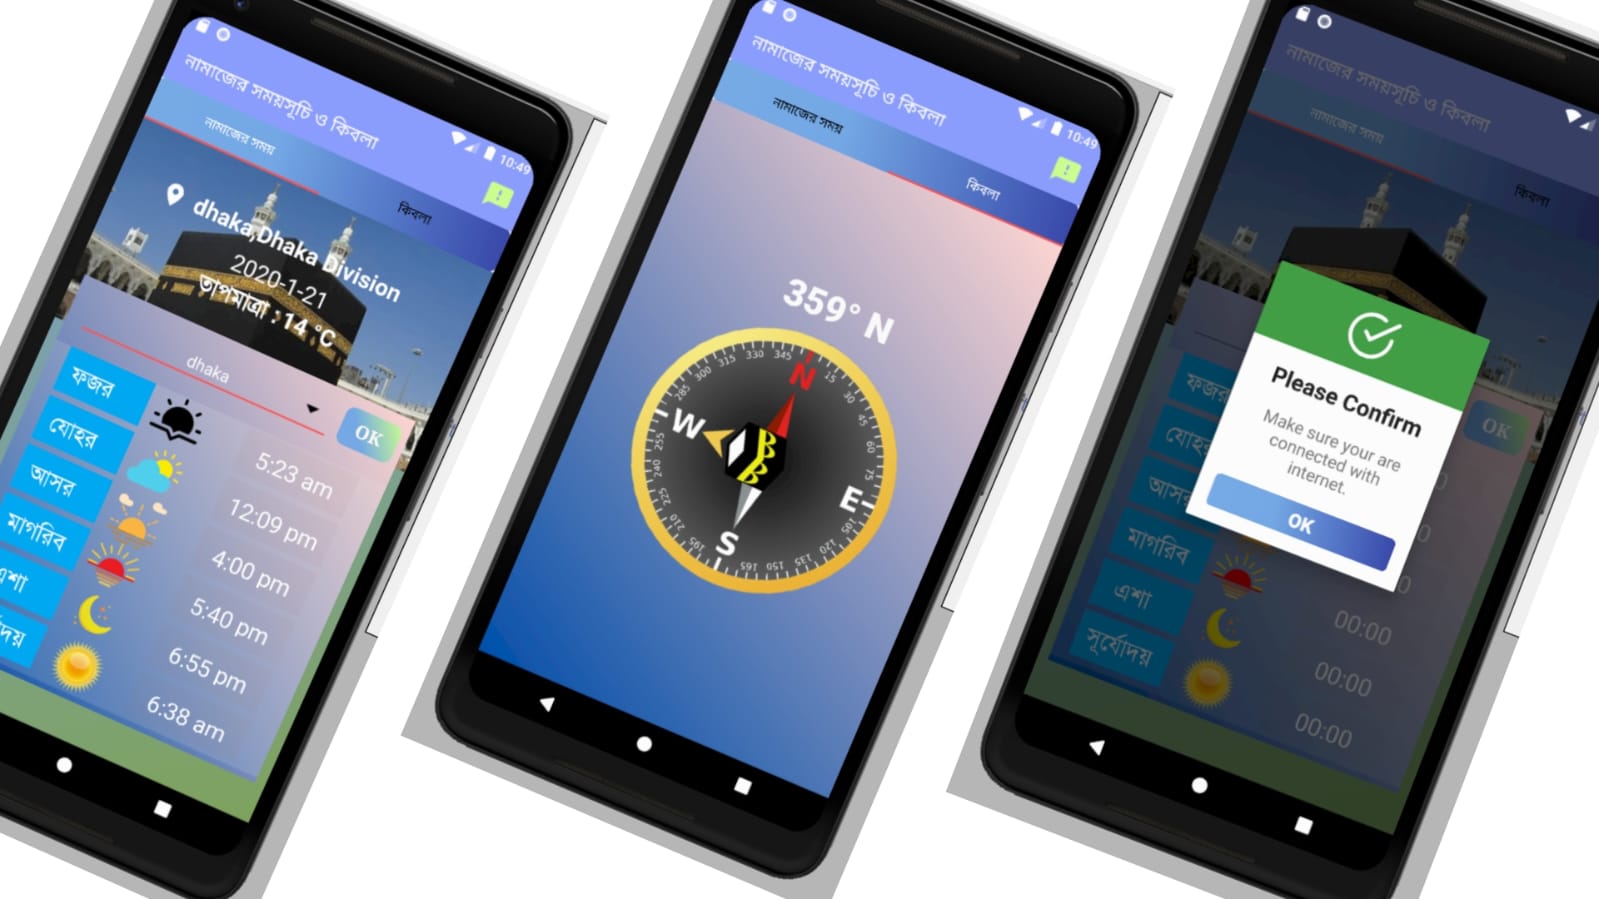 নামাজের সময়সূচি ও কিবলা
10:49
নামাজের সময়
কিবলা
dhaka,Dhaka Division
2020-1-21
তাপমাত্রা : 14 °C
dhaka
OK
ফজর
5:23 am
যোহর
12:09 pm
আসর
4:00 pm
মাগরিব
5:40 pm
এশা
6:55 pm
6:38 am
নামাজের সময়সূচি ও কিবলা
10:49
নামাজের সময়
কিবলা
359° N
N
15
30
45
60
75
E
105
120
135
150
165
S
195
210
225
240
255
W
285
300
315
330
345
নামাজের সময়সূচি ও কিবলা
নামাজের সময়
কিবলা
Please Confirm
Make sure your are
connected with
internet.
OK
OK
ফজর
যোহর
আসর
মাগরিব
00:00
এশা
00:00
সূর্যোদয়
00:00